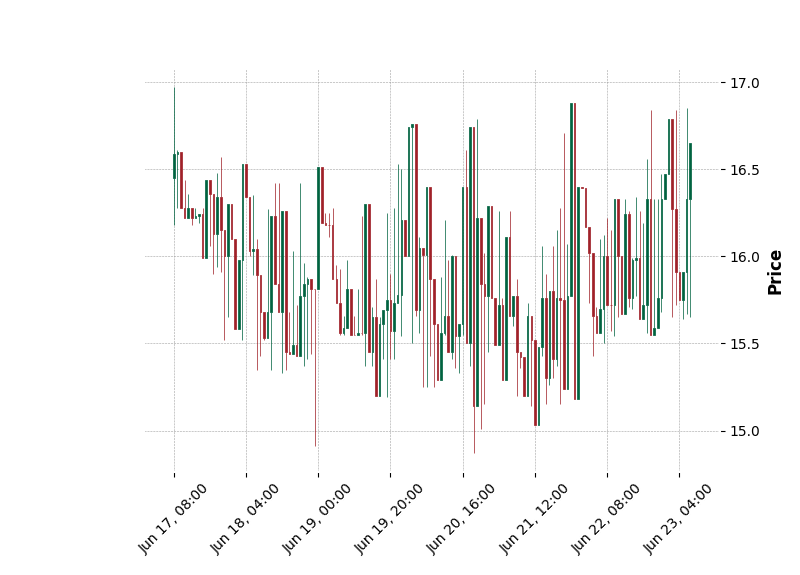 17.0
16.5
16.0
15.5
15.0
Price
Jun 17, 08:00
Jun 18, 04:00
Jun 19, 00:00
Jun 19, 20:00
Jun 20, 16:00
Jun 21, 12:00
Jun 22, 08:00
Jun 23, 04:00